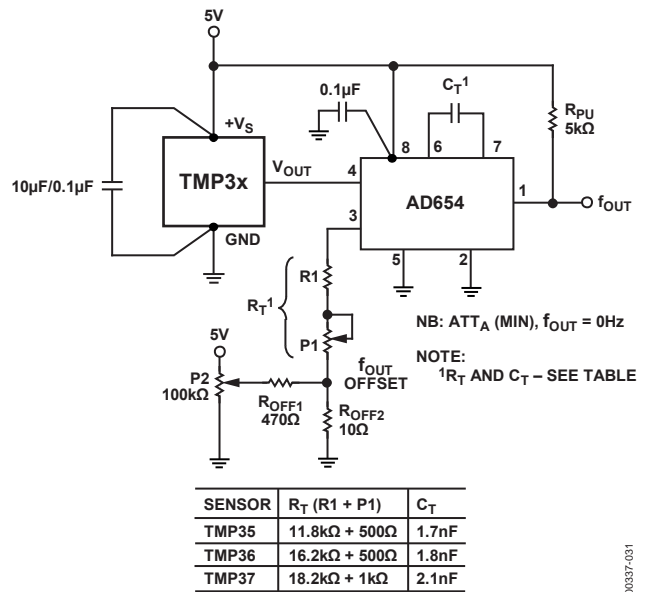 5V
0.1µF
CT1
RPU
5kΩ
+VS
8
6
7
10µF/0.1µF
TMP3x
VOUT
4
AD654
1
fOUT
3
GND
5
2
R1
RT1
P1
NB: ATTA (MIN), fOUT = 0Hz
5V
fOUT
OFFSET
NOTE:
1RT AND CT – SEE TABLE
P2
100kΩ
ROFF1
470Ω
ROFF2
10Ω
SENSOR RT (R1 + P1) CT
TMP35 11.8kΩ + 500Ω 1.7nF
TMP36 16.2kΩ + 500Ω 1.8nF
TMP37 18.2kΩ + 1kΩ 2.1nF